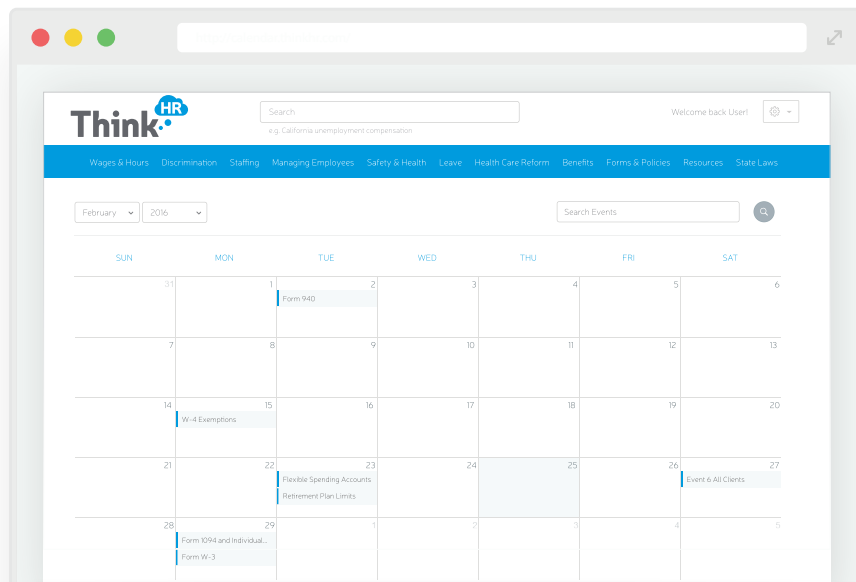 Think HR
Search
Welcome back User!
e.g. California unemployment compensation
Wages & Hours Discrimination Staffing Managing Employees Safety & Health Leave Health Care Reform Benefits Forms & Policies Resources State Laws
February 2016 Search Events
SUN MON TUE WED THU FRI SAT
31 1 2 3 4 5 6
Form 940
7 8 9 10 11 12 13
14 15 16 17 18 19 20
W-4 Exemptions
21 22 23 24 25 26 27
Flexible Spending Accounts Event 6 All Clients
Retirement Plan Limits
28 29 1 2 3 4 5
Form 1094 and Individual...
Form W-3